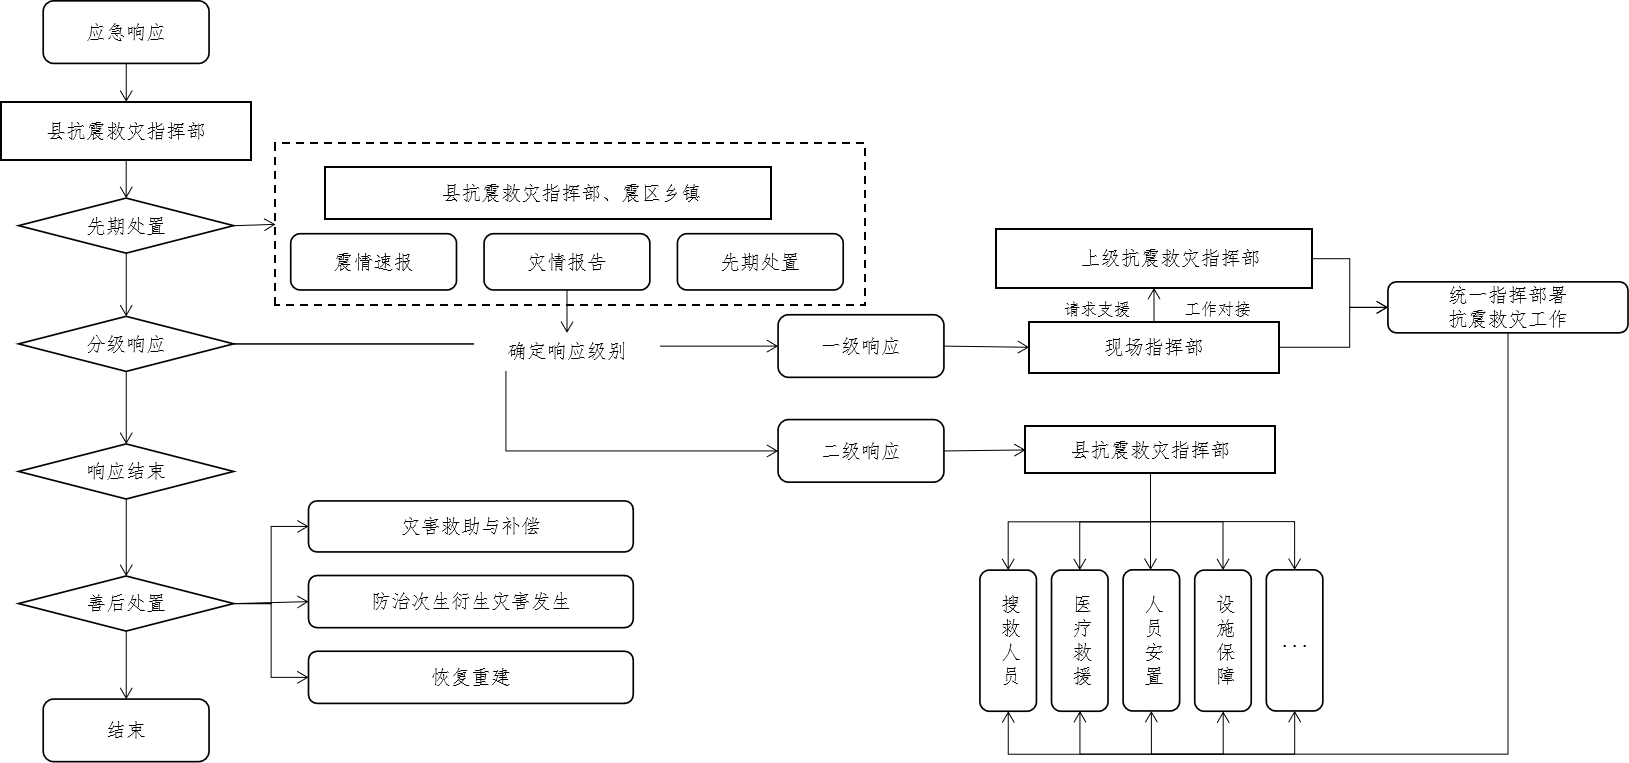 应急响应
县抗震救灾指挥部
先期处置
县抗震救灾指挥部、震区乡镇
震情速报
灾情报告
先期处置
分级响应
确定响应级别
一级响应
上级抗震救灾指挥部
请求支援
工作对接
现场指挥部
统一指挥部署
抗震救灾工作
二级响应
县抗震救灾指挥部
搜救人员
医疗救援
人员安置
设施保障
...
响应结束
善后处置
灾害救助与补偿
防治次生衍生灾害发生
恢复重建
结束